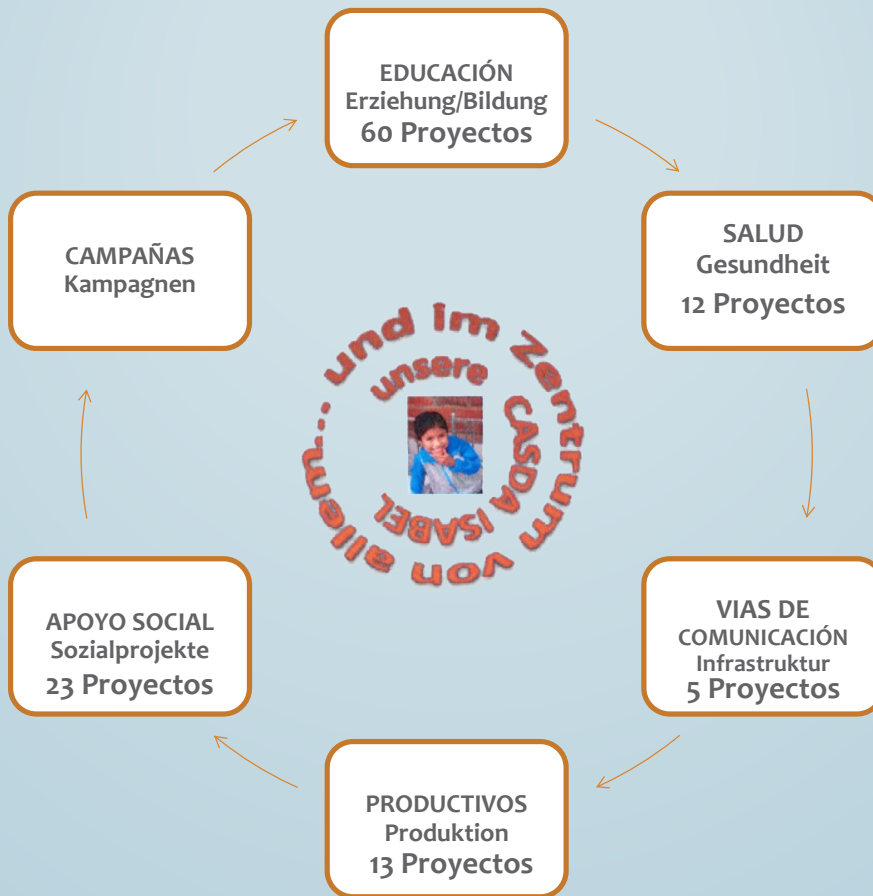 EDUCACIÓN
Erziehung/Bildung
60 Proyectos
SALUD
Gesundheit
12 Proyectos
VIAS DE
COMUNICACIÓN
Infrastruktur
5 Proyectos
PRODUCTIVOS
Produktion
13 Proyectos
APOYO SOCIAL
Sozialprojekte
23 Proyectos
CAMPAÑAS
Kampagnen
und im Zentrum von allem...
unsere
CASDA ISABEL